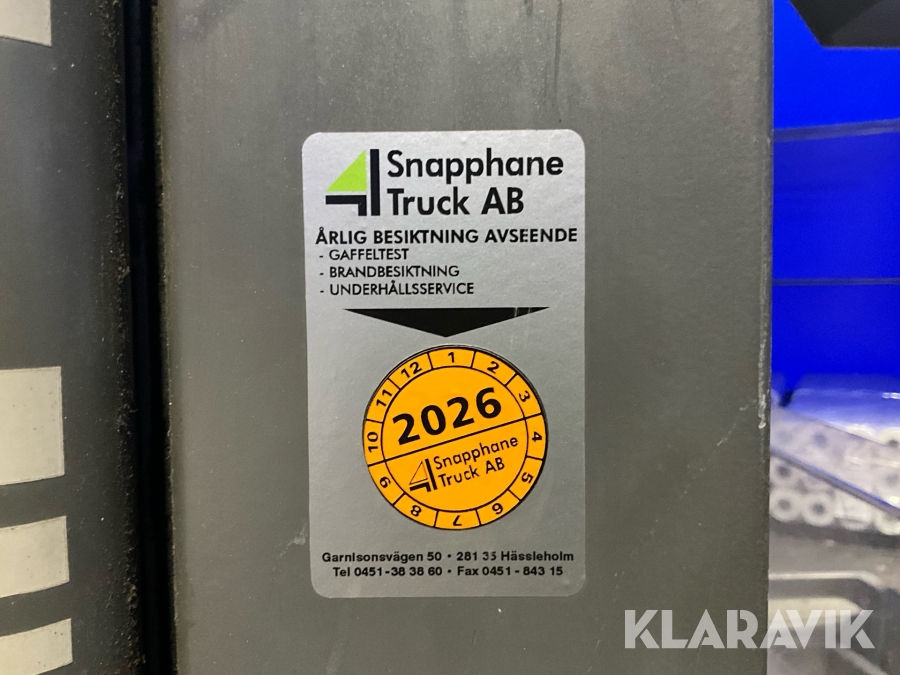 Snapphane
Truck AB
ÅRLIG BESIKTNING AVSEENDE
- GAFFELTEST
- BRANDBESIKTNING
- UNDERHÅLLSSERVICE
1 2 3 4 5 6 7 8 9 10 11 12
2026
Snapphane
Truck AB
Garnisonsvägen 50 • 281 35 Hässleholm
Tel 0451-38 38 60 • Fax 0451 - 843 15
KLARAVIK